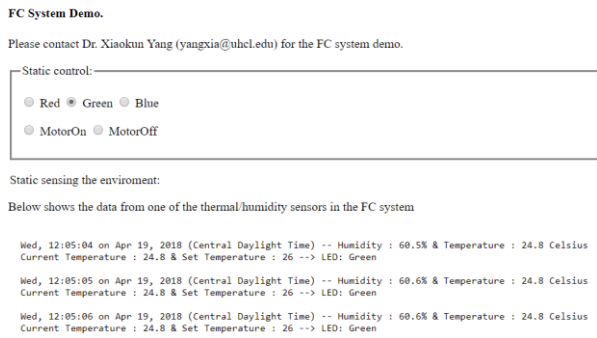 FC System Demo.
Please contact Dr. Xiaokun Yang (yangxia@uhcl.edu) for the FC system demo.
Static control:
Red Green Blue
MotorOn MotorOff
Static sensing the enviroment:
Below shows the data from one of the thermal/humidity sensors in the FC system
Wed, 12:05:04 on Apr 19, 2018 (Central Daylight Time) -- Humidity : 60.5% & Temperature : 24.8 Celsius
Current Temperature : 24.8 & Set Temperature : 26 --> LED: Green
Wed, 12:05:05 on Apr 19, 2018 (Central Daylight Time) -- Humidity : 60.6% & Temperature : 24.8 Celsius
Current Temperature : 24.8 & Set Temperature : 26 --> LED: Green
Wed, 12:05:06 on Apr 19, 2018 (Central Daylight Time) -- Humidity : 60.6% & Temperature : 24.8 Celsius
Current Temperature : 24.8 & Set Temperature : 26 --> LED: Green